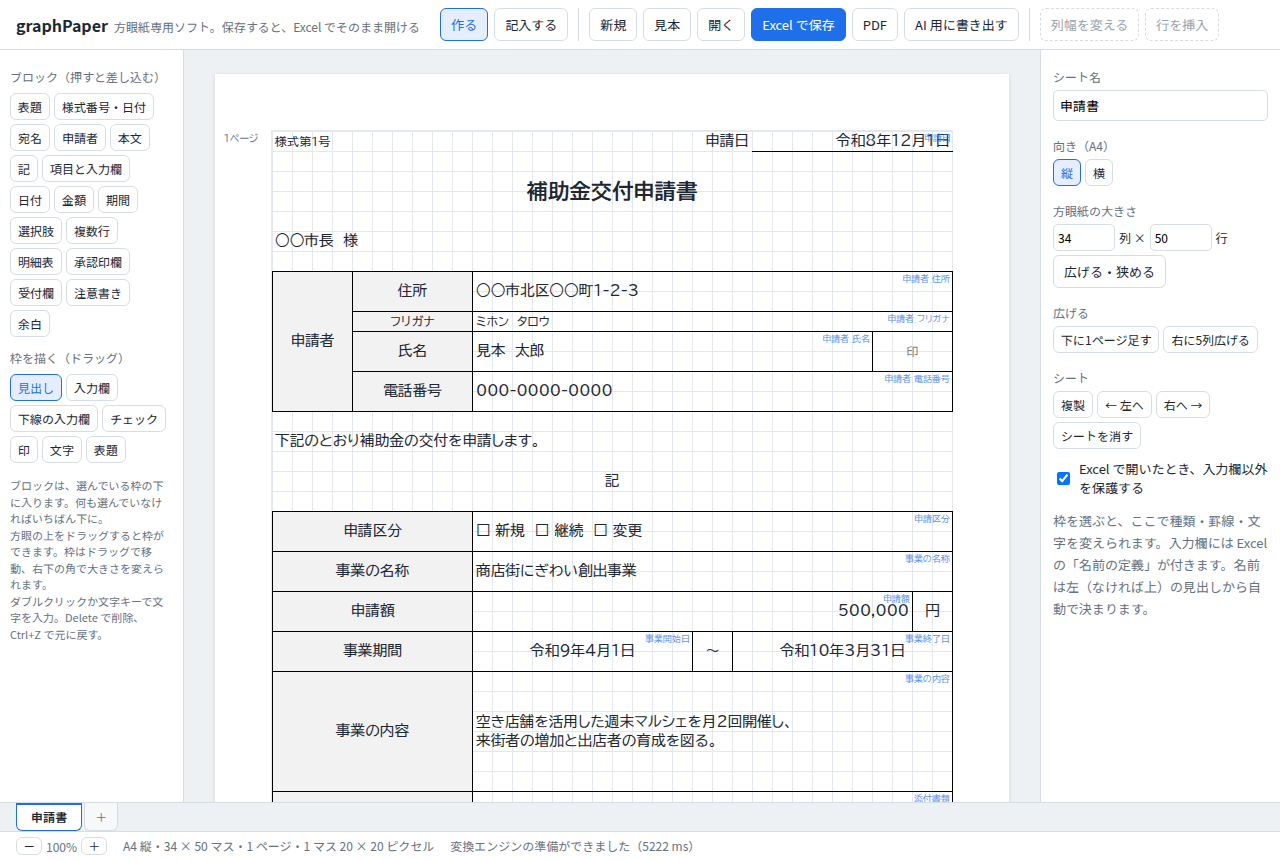 graphPaper 方眼紙専用ソフト。保存すると、Excel でそのまま開ける 作る 記入する 新規 見本 開く Excel で保存 PDF AI 用に書き出す 列幅を変える 行を挿入
ブロック（押すと差し込む）
表題 様式番号・日付
宛名 申請者 本文
記 項目と入力欄
日付 金額 期間
選択肢 複数行
明細表 承認印欄
受付欄 注意書き
余白
枠を描く（ドラッグ）
見出し 入力欄
下線の入力欄 チェック
印 文字 表題
ブロックは、選んでいる枠の下
に入ります。何も選んでいなけ
ればいちばん下に。
方眼の上をドラッグすると枠が
できます。枠はドラッグで移
動、右下の角で大きさを変えら
れます。
ダブルクリックか文字キーで文
字を入力。Delete で削除、
Ctrl+Z で元に戻す。
1ページ
様式第1号 申請日 令和8年12月1日
補助金交付申請書
〇〇市長 様
申請者 住所 〇〇市北区〇〇町1-2-3 申請者 住所
フリガナ ミホン タロウ 申請者 フリガナ
氏名 見本 太郎 申請者 氏名 印
電話番号 000-0000-0000 申請者 電話番号
下記のとおり補助金の交付を申請します。
記
申請区分 ☐ 新規 ☐ 継続 ☐ 変更 申請区分
事業の名称 商店街にぎわい創出事業 事業の名称
申請額 500,000 申請額 円
事業期間 令和9年4月1日 事業開始日 ～ 令和10年3月31日 事業終了日
事業の内容 事業の内容
空き店舗を活用した週末マルシェを月2回開催し、
来街者の増加と出店者の育成を図る。
添付書類
シート名
申請書
向き（A4）
縦 横
方眼紙の大きさ
34 列 × 50 行
広げる・狭める
広げる
下に1ページ足す 右に5列広げる
シート
複製 ← 左へ 右へ →
シートを消す
Excel で開いたとき、入力欄以外
を保護する
枠を選ぶと、ここで種類・罫線・文
字を変えられます。入力欄には Excel
の「名前の定義」が付きます。名前
は左（なければ上）の見出しから自
動で決まります。
申請書 ＋
− 100% ＋ A4 縦・34 × 50 マス・1 ページ・1 マス 20 × 20 ピクセル 変換エンジンの準備ができました（5222 ms）